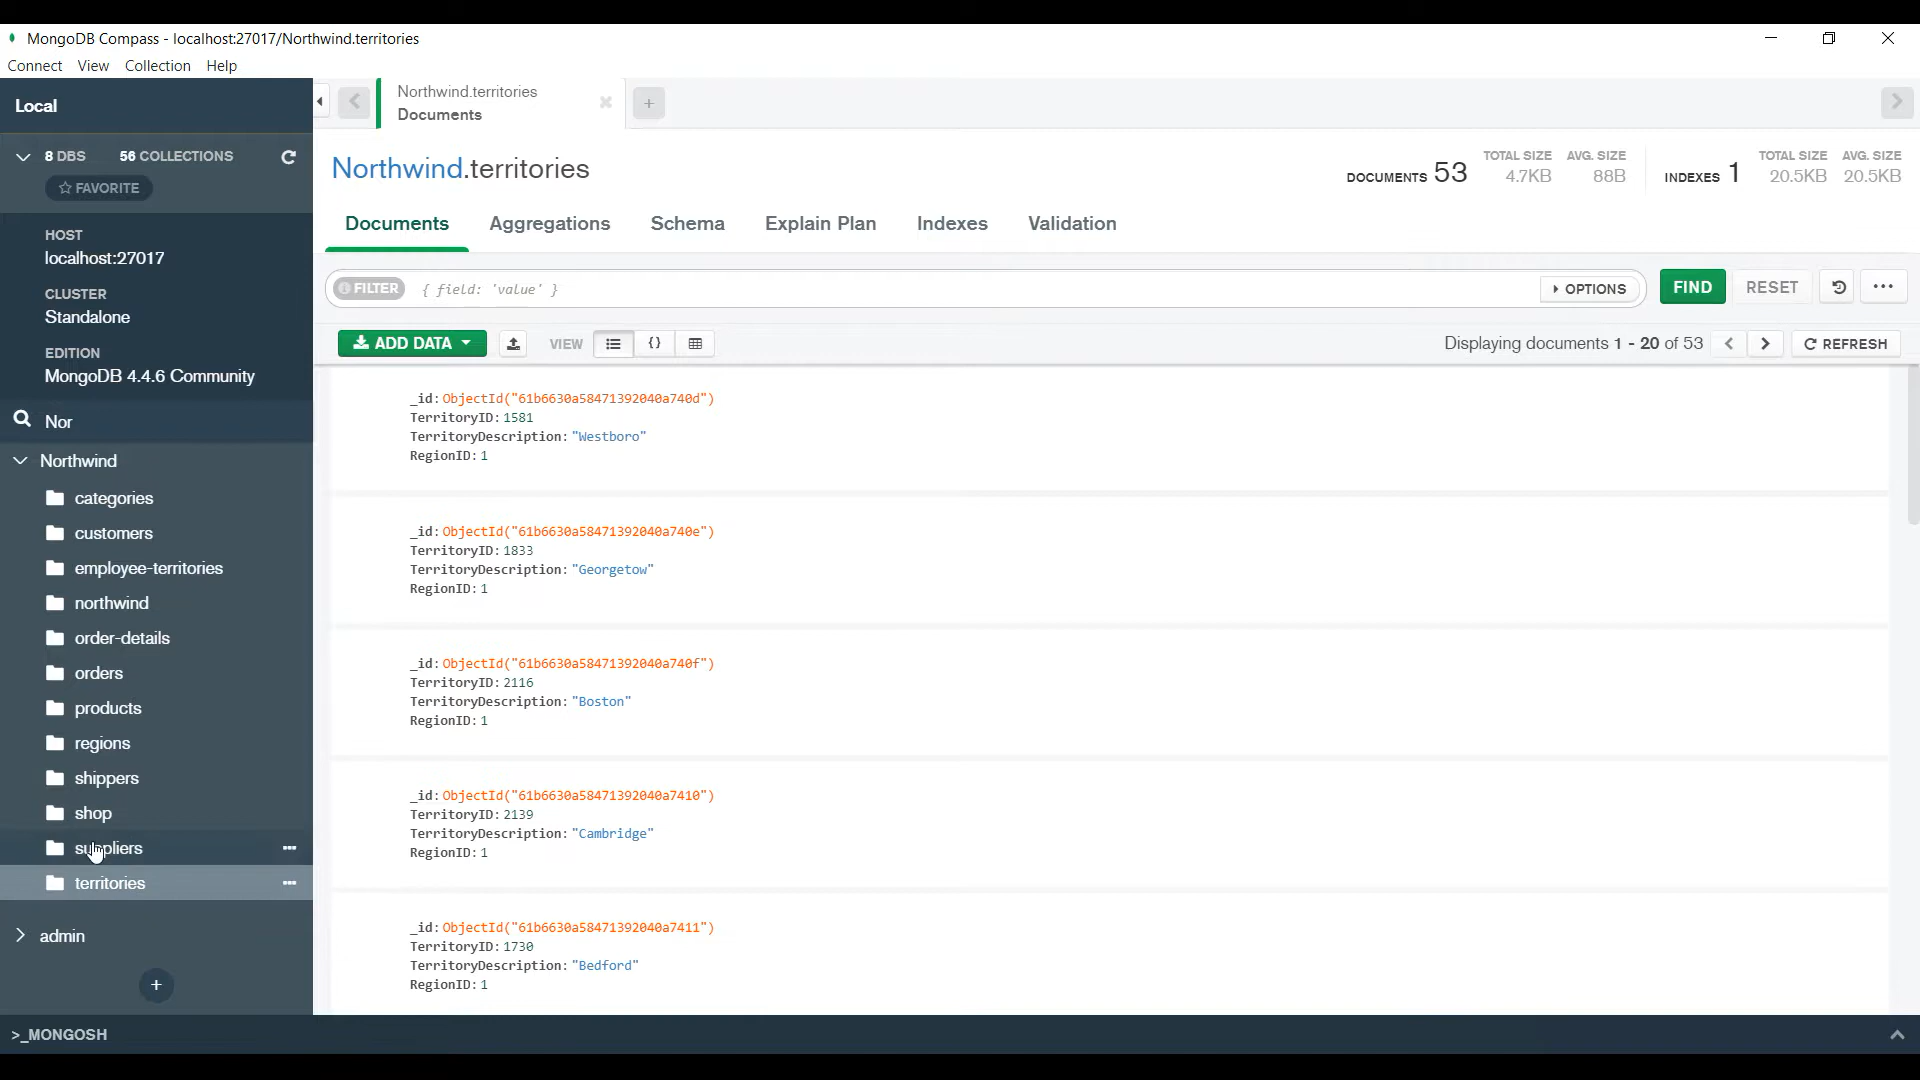 MongoDB Compass - localhost:27017/Northwind.territories
Connect View Collection Help
Local
Northwind.territories
Documents
8 DBS 56 COLLECTIONS
FAVORITE
HOST
localhost:27017
CLUSTER
Standalone
EDITION
MongoDB 4.4.6 Community
Nor
Northwind
categories
customers
employee-territories
northwind
order-details
orders
products
regions
shippers
shop
suppliers
territories
admin
Northwind.territories
DOCUMENTS 53 TOTAL SIZE 4.7KB AVG. SIZE 88B INDEXES 1 TOTAL SIZE 20.5KB AVG. SIZE 20.5KB
Documents Aggregations Schema Explain Plan Indexes Validation
FILTER { field: 'value' } OPTIONS FIND RESET
ADD DATA VIEW {} Displaying documents 1 - 20 of 53 REFRESH
_id: ObjectId("61b6630a58471392040a740d")
TerritoryID: 1581
TerritoryDescription: "Westboro"
RegionID: 1
_id: ObjectId("61b6630a58471392040a740e")
TerritoryID: 1833
TerritoryDescription: "Georgetow"
RegionID: 1
_id: ObjectId("61b6630a58471392040a740f")
TerritoryID: 2116
TerritoryDescription: "Boston"
RegionID: 1
_id: ObjectId("61b6630a58471392040a7410")
TerritoryID: 2139
TerritoryDescription: "Cambridge"
RegionID: 1
_id: ObjectId("61b6630a58471392040a7411")
TerritoryID: 1730
TerritoryDescription: "Bedford"
RegionID: 1
>_MONGOSH